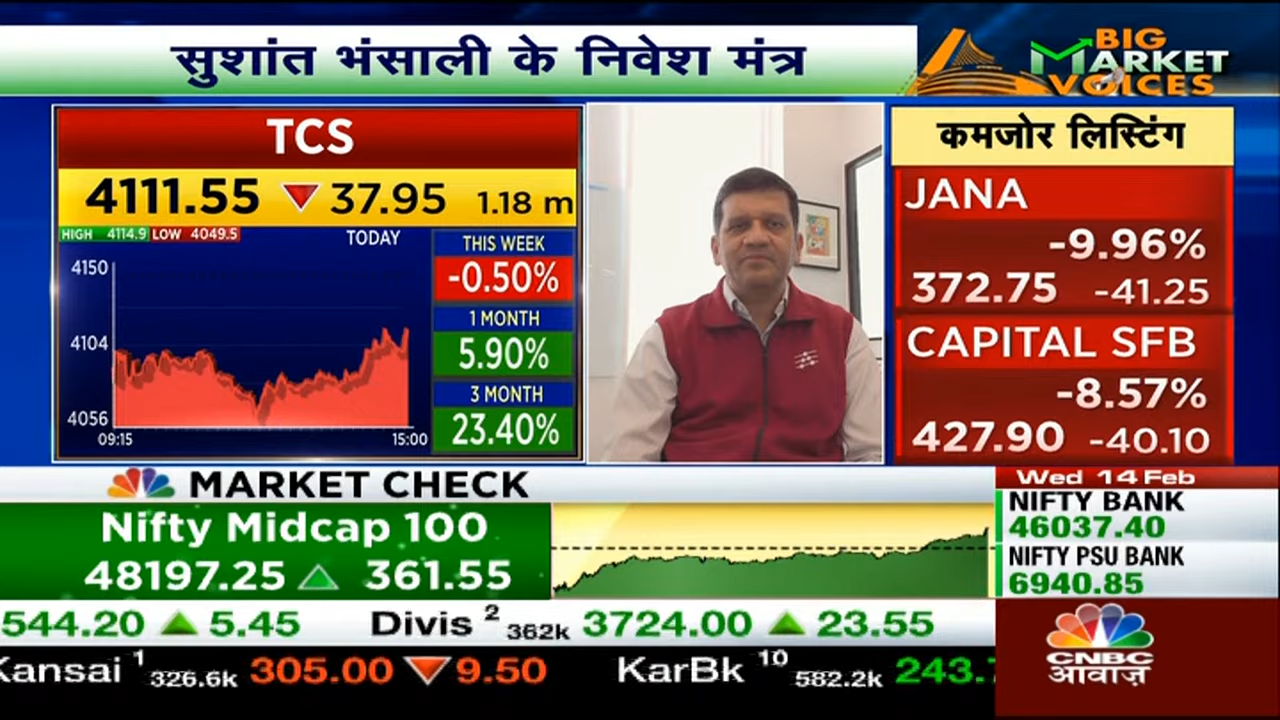 सुशांत भंसाली के निवेश मंत्र
BIG
MARKET
VOICES
TCS
4111.55 ▼ 37.95 1.18 m
HIGH 4114.9 LOW 4049.5
TODAY
4150
4104
4056
09:15 15:00
THIS WEEK
-0.50%
1 MONTH
5.90%
3 MONTH
23.40%
कमजोर लिस्टिंग
JANA
-9.96%
372.75 -41.25
CAPITAL SFB
-8.57%
427.90 -40.10
MARKET CHECK
Nifty Midcap 100
48197.25 ▲ 361.55
Wed 14 Feb
NIFTY BANK
46037.40
NIFTY PSU BANK
6940.85
544.20 ▲ 5.45 Divis 2 362k 3724.00 ▲ 23.55
Kansai 1 326.6k 305.00 ▼ 9.50 KarBk 10 582.2k 243.7
CNBC
आवाज़